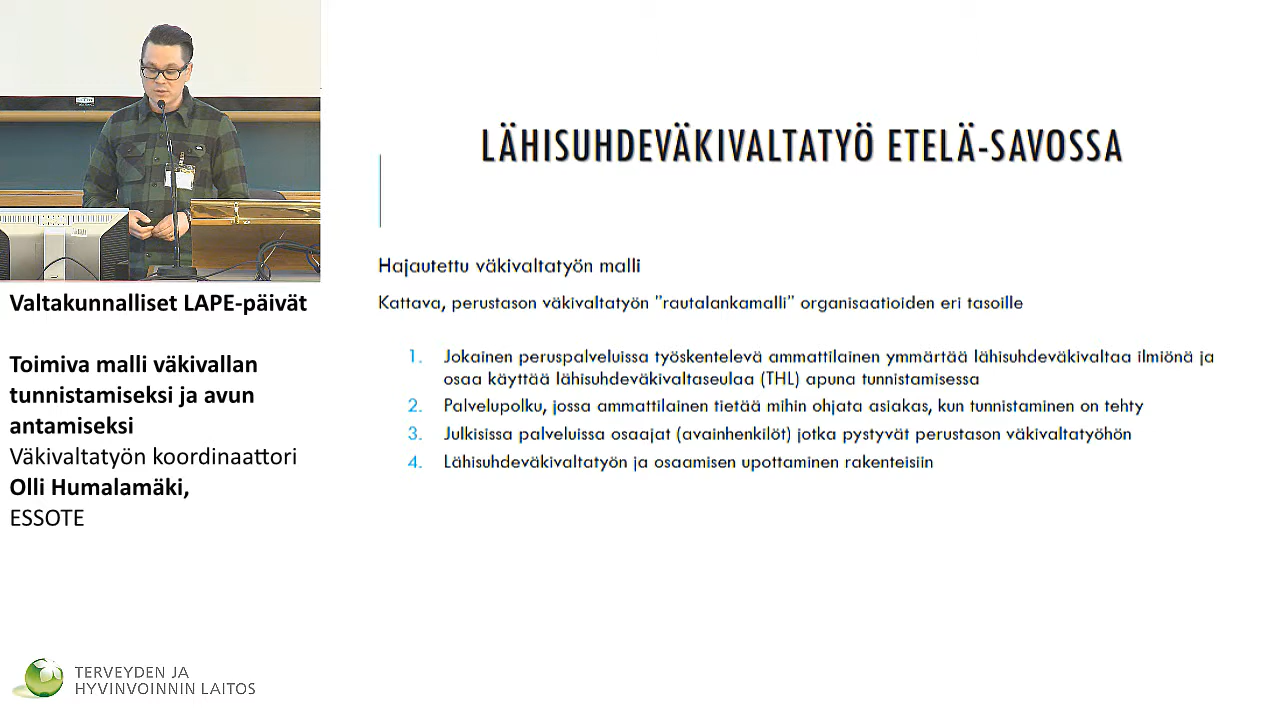 LÄHISUHDEVÄKIVALTATYÖ ETELÄ-SAVOSSA
Hajautettu väkivaltatyön malli
Kattava, perustason väkivaltatyön ”rautalankamalli” organisaatioiden eri tasoille
1. Jokainen peruspalveluissa työskentelevä ammattilainen ymmärtää lähisuhdeväkivaltaa ilmiönä ja
osaa käyttää lähisuhdeväkivaltaseulaa (THL) apuna tunnistamisessa
2. Palvelupolku, jossa ammattilainen tietää mihin ohjata asiakas, kun tunnistaminen on tehty
3. Julkisissa palveluissa osaajat (avainhenkilöt) jotka pystyvät perustason väkivaltatyöhön
4. Lähisuhdeväkivaltatyön ja osaamisen upottaminen rakenteisiin
Valtakunnalliset LAPE-päivät
Toimiva malli väkivallan
tunnistamiseksi ja avun
antamiseksi
Väkivaltatyön koordinaattori
Olli Humalamäki,
ESSOTE
TERVEYDEN JA
HYVINVOINNIN LAITOS